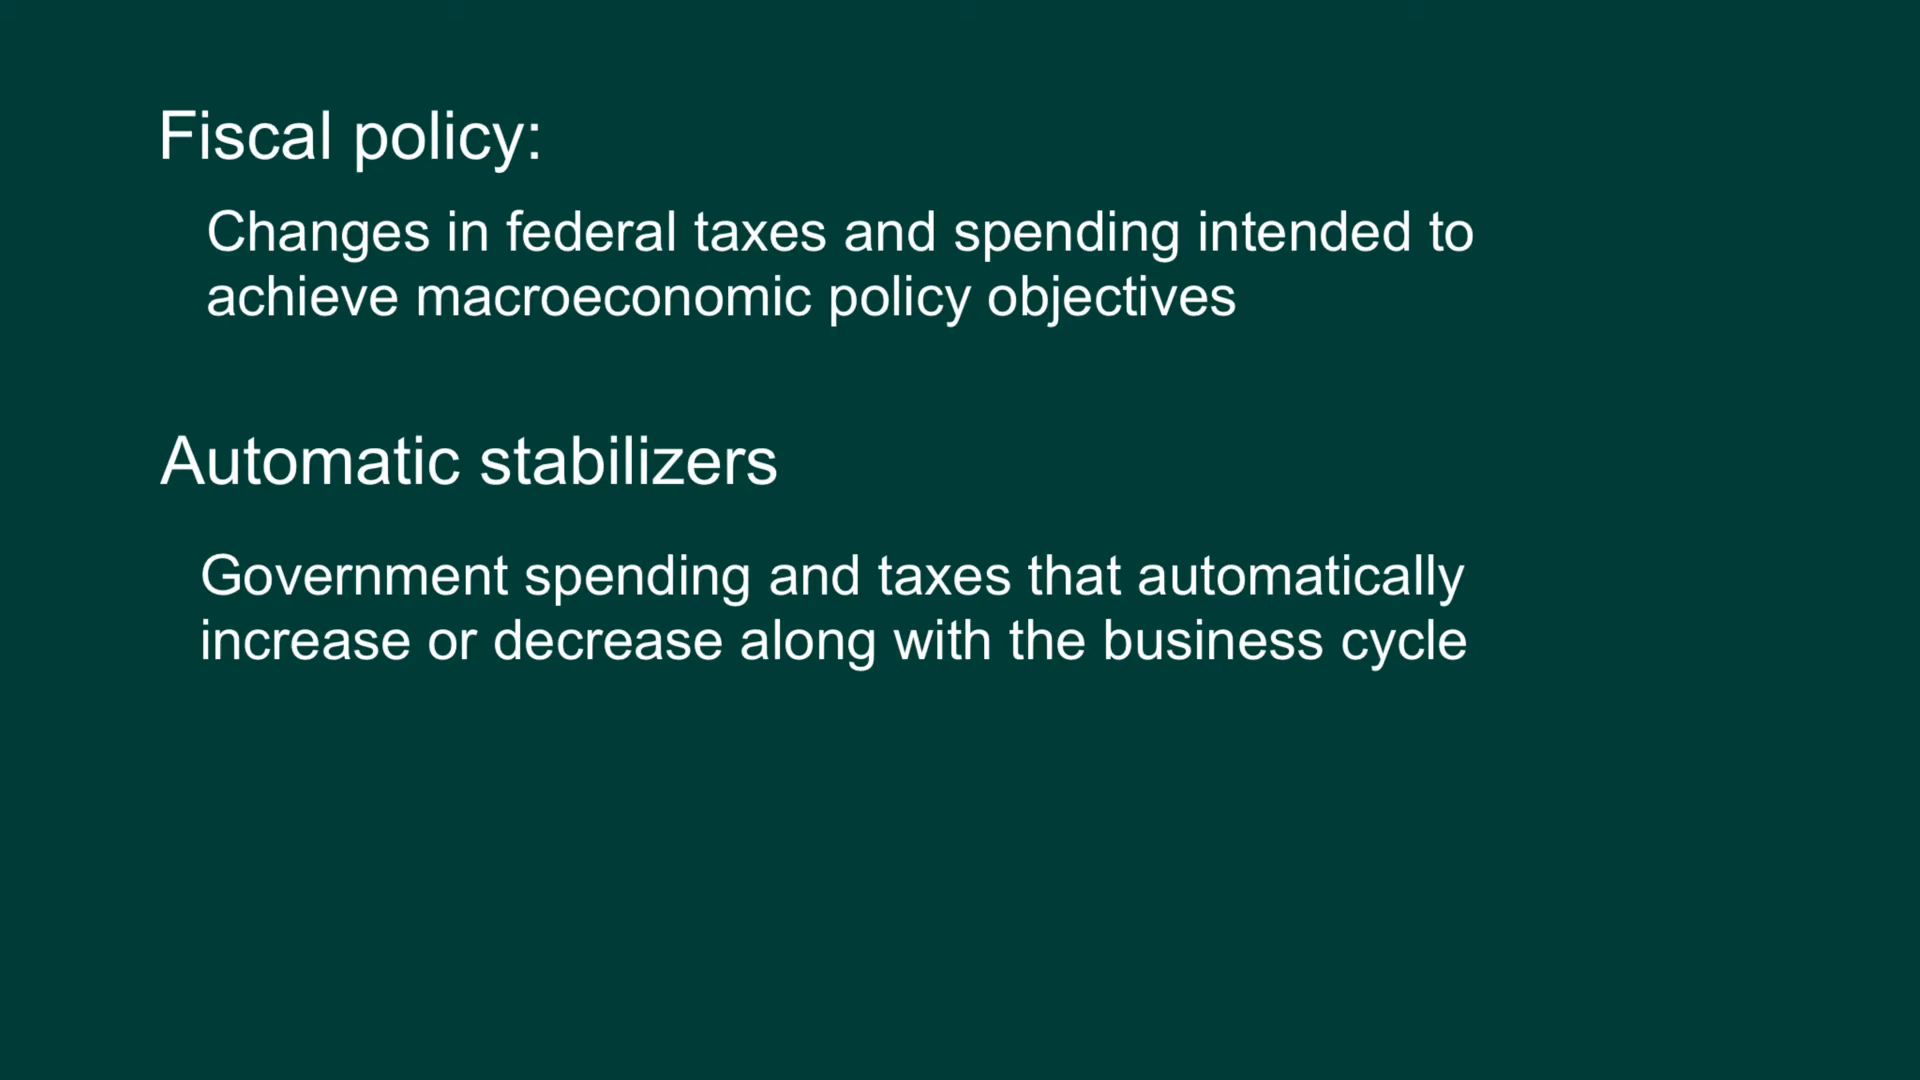 Fiscal policy:
Changes in federal taxes and spending intended to
achieve macroeconomic policy objectives
Automatic stabilizers
Government spending and taxes that automatically
increase or decrease along with the business cycle